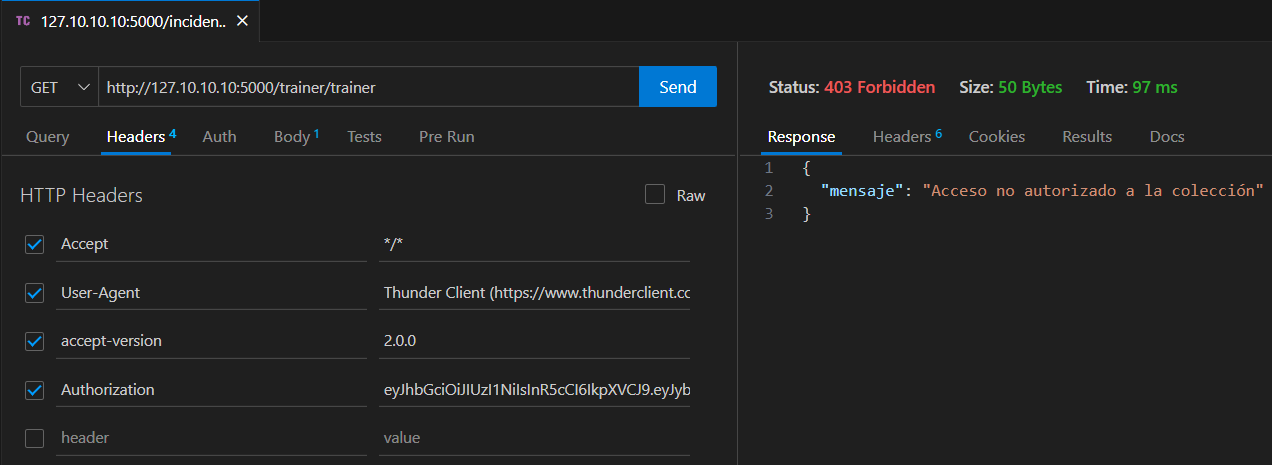 TC 127.10.10.10:5000/inciden..
GET http://127.10.10.10:5000/trainer/trainer Send
Query Headers 4 Auth Body 1 Tests Pre Run
HTTP Headers Raw
Accept */*
User-Agent Thunder Client (https://www.thunderclient.cc
accept-version 2.0.0
Authorization eyJhbGciOiJIUzI1NiIsInR5cCI6IkpXVCJ9.eyJyb
header value
Status: 403 Forbidden Size: 50 Bytes Time: 97 ms
Response Headers 6 Cookies Results Docs
1 {
2 "mensaje": "Acceso no autorizado a la colección"
3 }